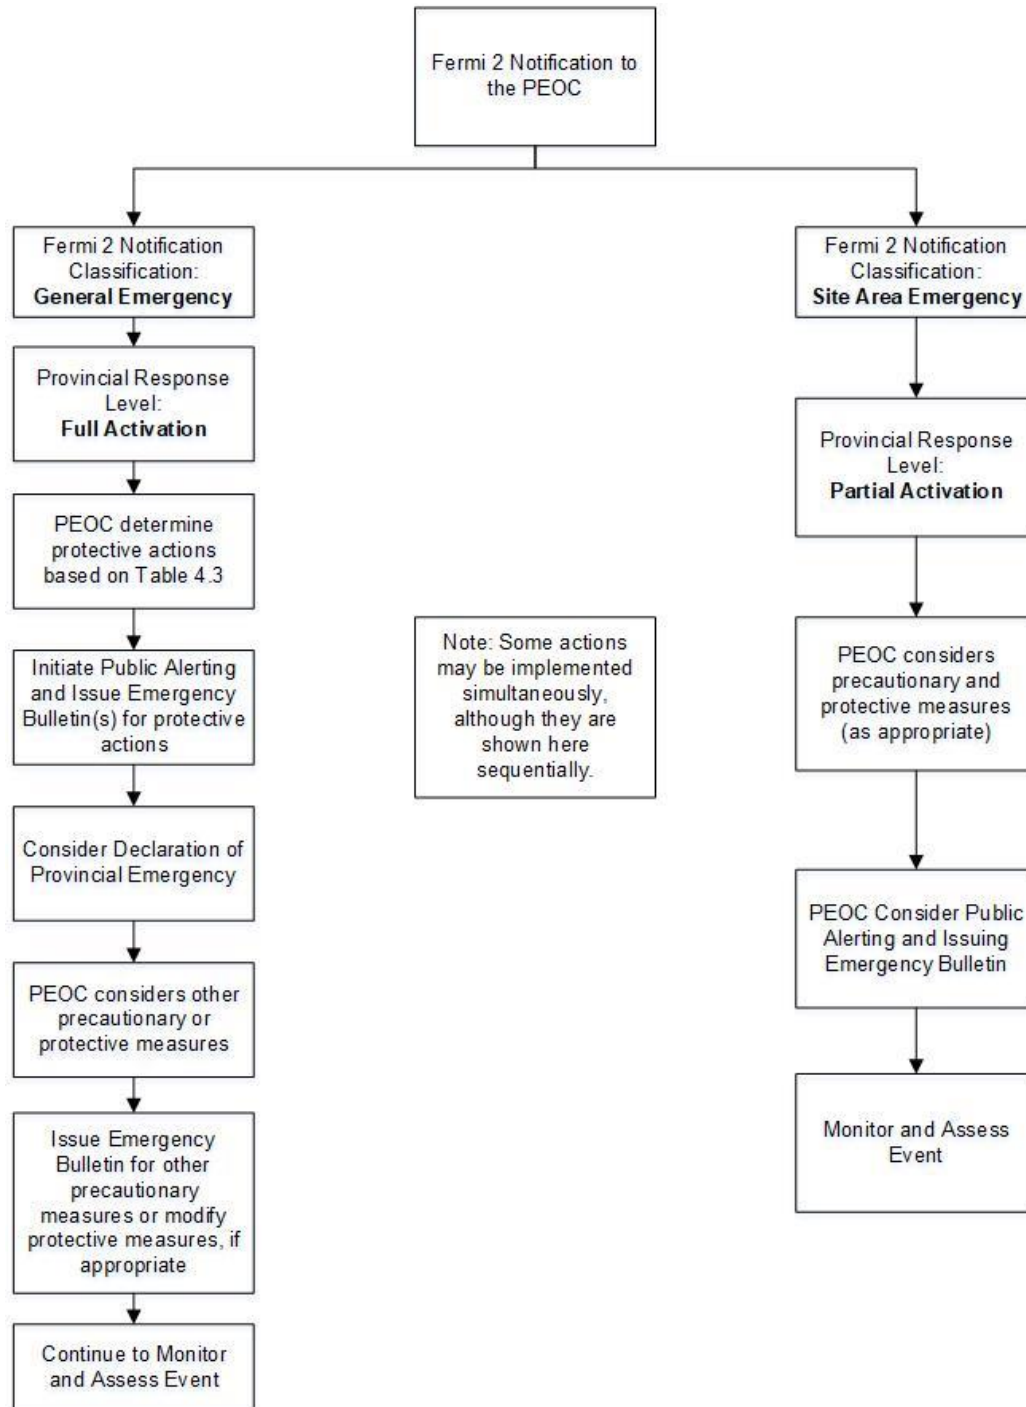 Fermi 2 Notification to
the PEOC
Fermi 2 Notification
Classification:
General Emergency
Provincial Response
Level:
Full Activation
PEOC determine
protective actions
based on Table 4.3
Initiate Public Alerting
and Issue Emergency
Bulletin(s) for protective
actions
Consider Declaration of
Provincial Emergency
PEOC considers other
precautionary or
protective measures
Issue Emergency
Bulletin for other
precautionary
measures or modify
protective measures, if
appropriate
Continue to Monitor
and Assess Event
Note: Some actions
may be implemented
simultaneously,
although they are
shown here
sequentially.
Fermi 2 Notification
Classification:
Site Area Emergency
Provincial Response
Level:
Partial Activation
PEOC considers
precautionary and
protective measures
(as appropriate)
PEOC Consider Public
Alerting and Issuing
Emergency Bulletin
Monitor and Assess
Event